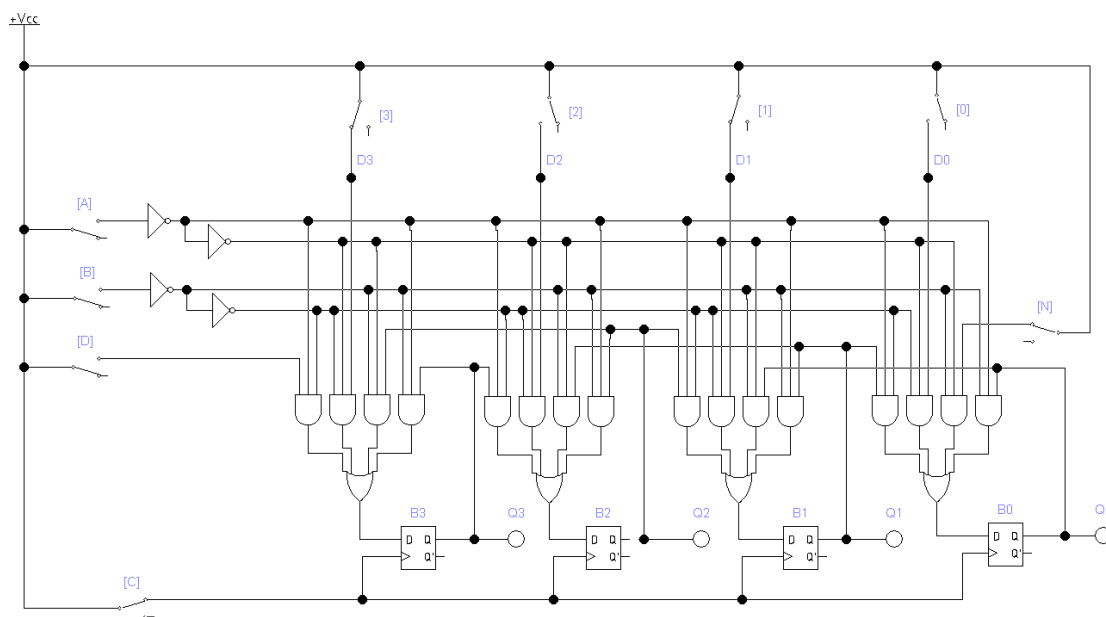 +Vcc
[3] [2] [1] [0]
D3 D2 D1 D0
[A]
[B]
[N]
[D]
B3 Q3 B2 Q2 B1 Q1 B0 Q
D Q D Q D Q D Q
Q' Q' Q' Q'
[C]